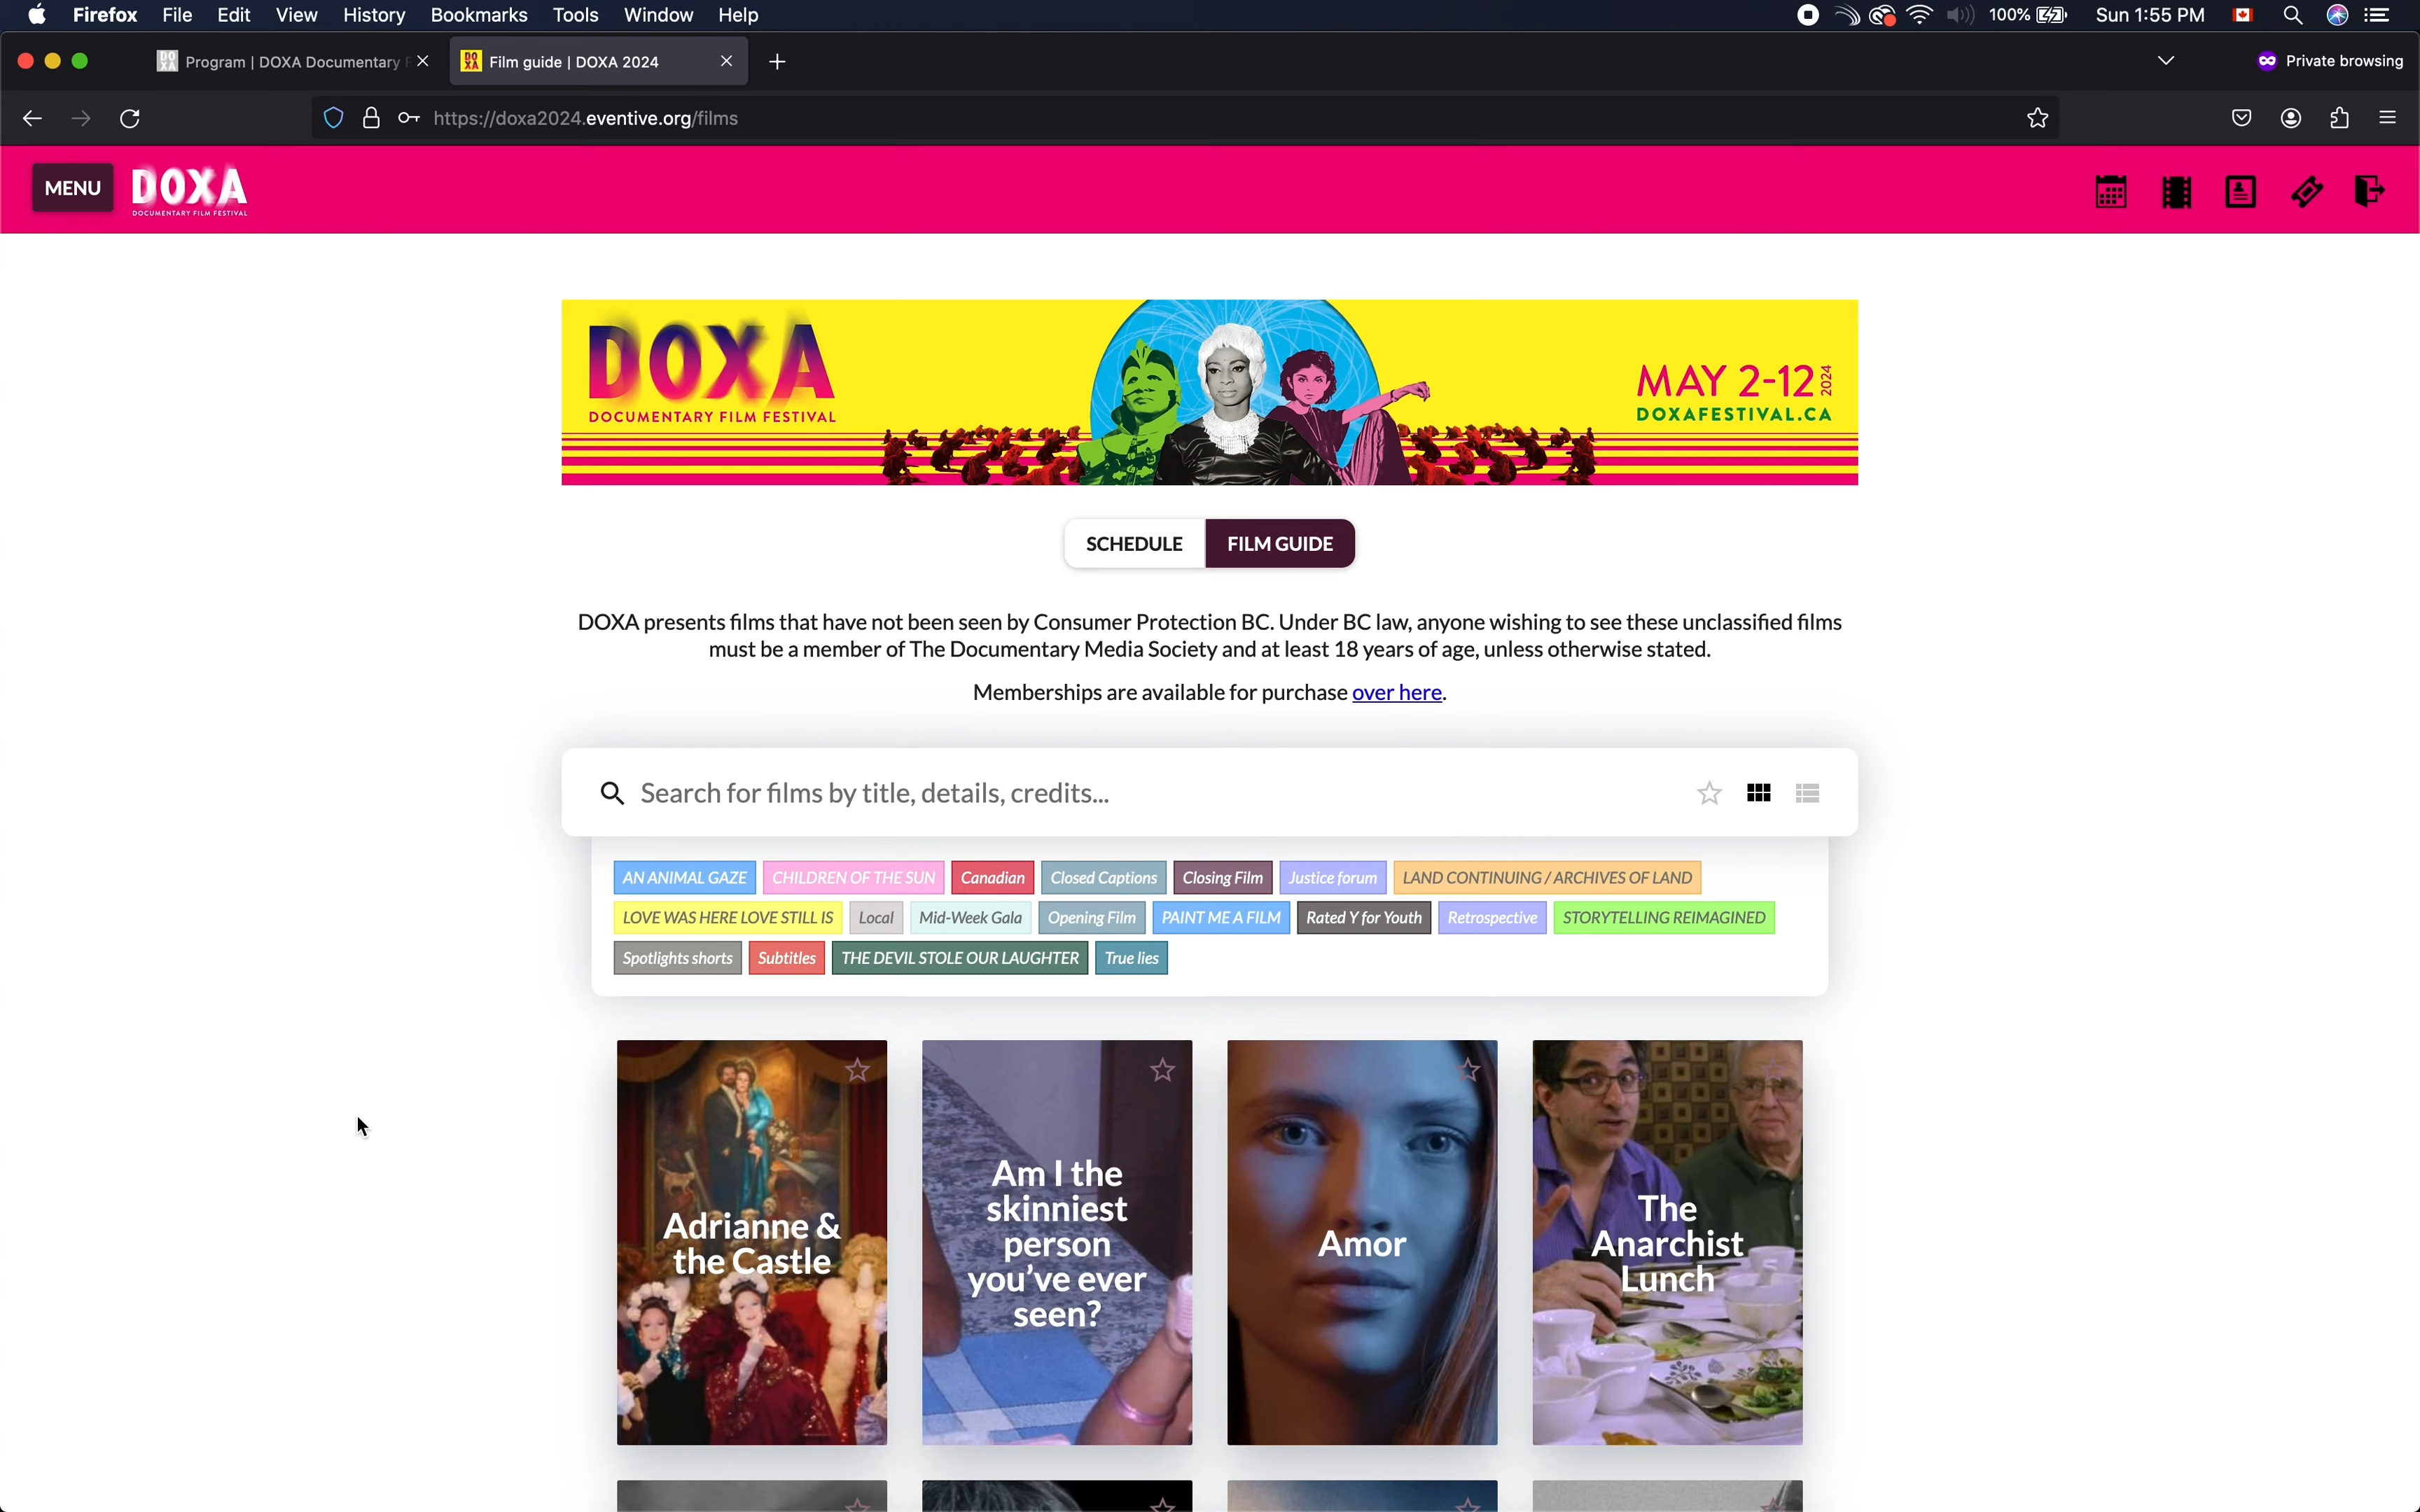 Firefox File Edit View History Bookmarks Tools Window Help 100% Sun 1:55 PM
Program | DOXA Documentary F Film guide | DOXA 2024 Private browsing
https://doxa2024.eventive.org/films
MENU DOXA
DOCUMENTARY FILM FESTIVAL
DOXA
DOCUMENTARY FILM FESTIVAL
MAY 2-12 2024
DOXAFESTIVAL.CA
SCHEDULE FILM GUIDE
DOXA presents films that have not been seen by Consumer Protection BC. Under BC law, anyone wishing to see these unclassified films
must be a member of The Documentary Media Society and at least 18 years of age, unless otherwise stated.
Memberships are available for purchase over here.
Search for films by title, details, credits...
AN ANIMAL GAZE CHILDREN OF THE SUN Canadian Closed Captions Closing Film Justice forum LAND CONTINUING / ARCHIVES OF LAND
LOVE WAS HERE LOVE STILL IS Local Mid-Week Gala Opening Film PAINT ME A FILM Rated Y for Youth Retrospective STORYTELLING REIMAGINED
Spotlights shorts Subtitles THE DEVIL STOLE OUR LAUGHTER True lies
Adrianne &
the Castle
Am I the
skinniest
person
you've ever
seen?
Amor
The
Anarchist
Lunch